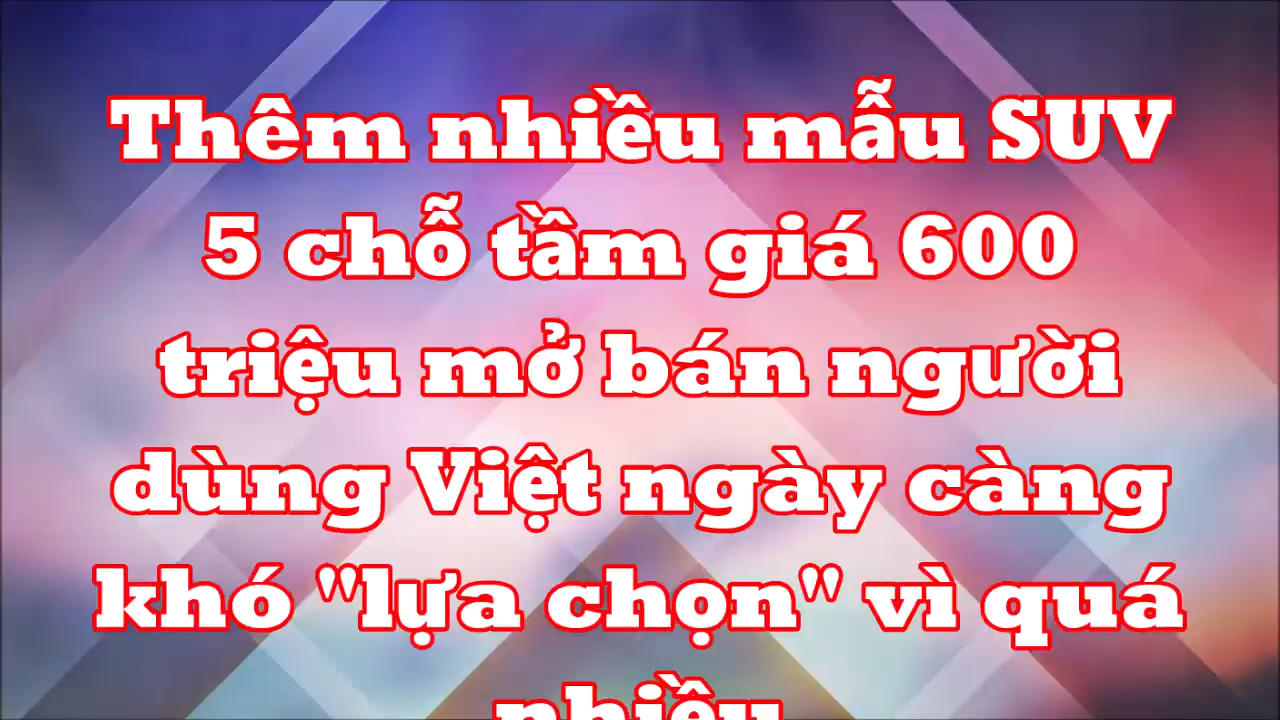 Thêm nhiều mẫu SUV
5 chỗ tầm giá 600
triệu mở bán người
dùng Việt ngày càng
khó "lựa chọn" vì quá
nhiều